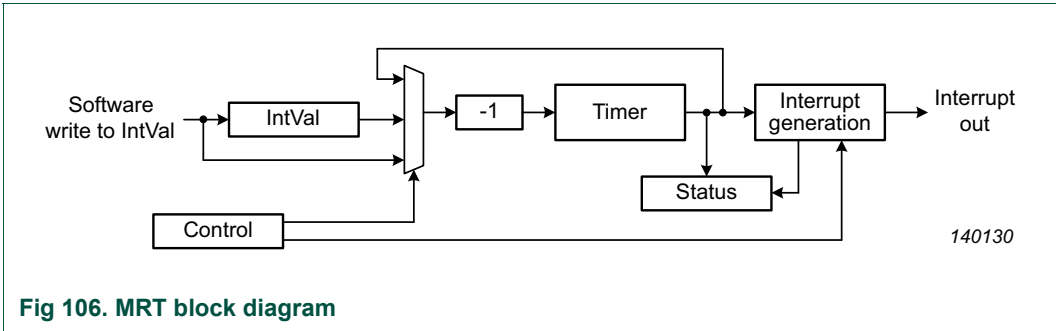 Software
write to IntVal
IntVal
-1
Timer
Interrupt
generation
Interrupt
out
Status
Control
140130
Fig 106. MRT block diagram